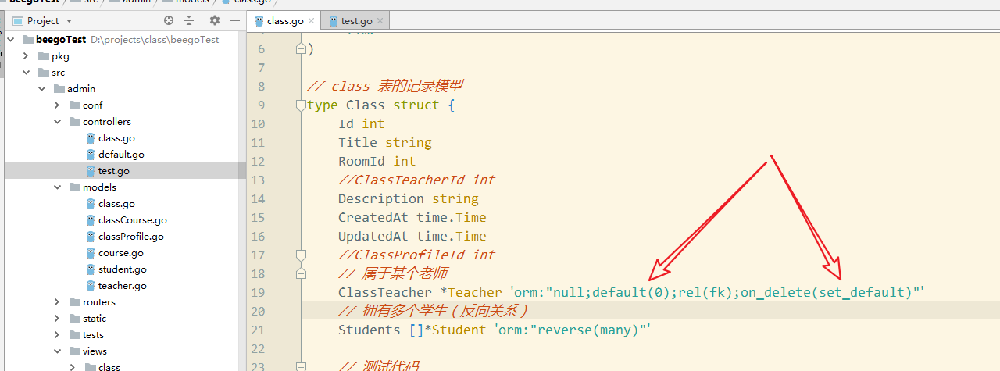 beegoTest src admin models class.go
Project
class.go
test.go
beegoTest D:\projects\class\beegoTest
pkg
src
admin
conf
controllers
class.go
default.go
test.go
models
class.go
classCourse.go
classProfile.go
course.go
student.go
teacher.go
routers
static
tests
views
class
5 time
6 )
7
8 // class 表的记录模型
9 type Class struct {
10 Id int
11 Title string
12 RoomId int
13 //ClassTeacherId int
14 Description string
15 CreatedAt time.Time
16 UpdatedAt time.Time
17 //ClassProfileId int
18 // 属于某个老师
19 ClassTeacher *Teacher `orm:"null;default(0);rel(fk);on_delete(set_default)"`
20 // 拥有多个学生(反向关系)
21 Students []*Student `orm:"reverse(many)"`
22
23 // 测试代码